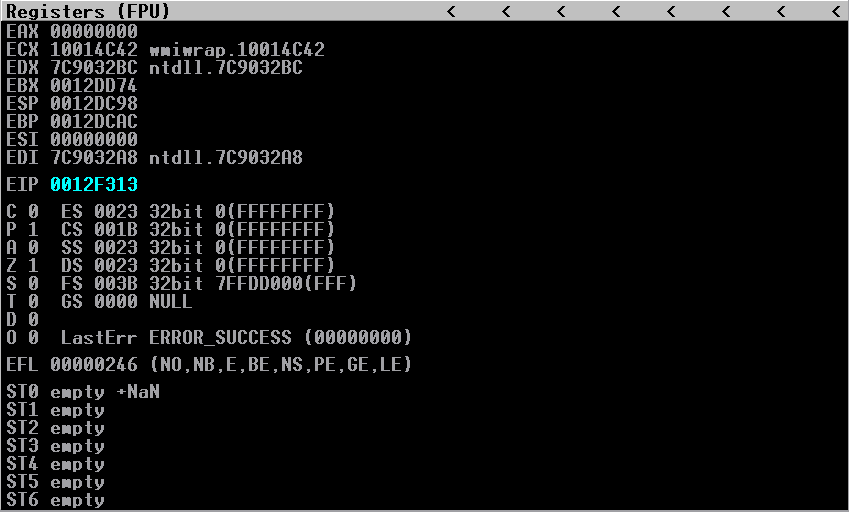 Registers (FPU) < < < < < < < <
EAX 00000000
ECX 10014C42 wmiwrap.10014C42
EDX 7C9032BC ntdll.7C9032BC
EBX 0012DD74
ESP 0012DC98
EBP 0012DCAC
ESI 00000000
EDI 7C9032A8 ntdll.7C9032A8
EIP 0012F313
C 0 ES 0023 32bit 0(FFFFFFFF)
P 1 CS 001B 32bit 0(FFFFFFFF)
A 0 SS 0023 32bit 0(FFFFFFFF)
Z 1 DS 0023 32bit 0(FFFFFFFF)
S 0 FS 003B 32bit 7FFDD000(FFF)
T 0 GS 0000 NULL
D 0
O 0 LastErr ERROR_SUCCESS (00000000)
EFL 00000246 (NO,NB,E,BE,NS,PE,GE,LE)
ST0 empty +NaN
ST1 empty
ST2 empty
ST3 empty
ST4 empty
ST5 empty
ST6 empty